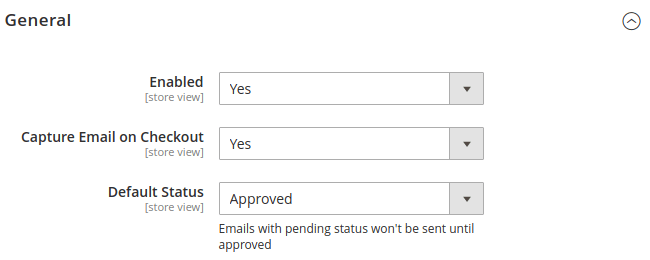 General
Enabled
[store view]
Yes
Capture Email on Checkout
[store view]
Yes
Default Status
[store view]
Approved
Emails with pending status won't be sent until
approved